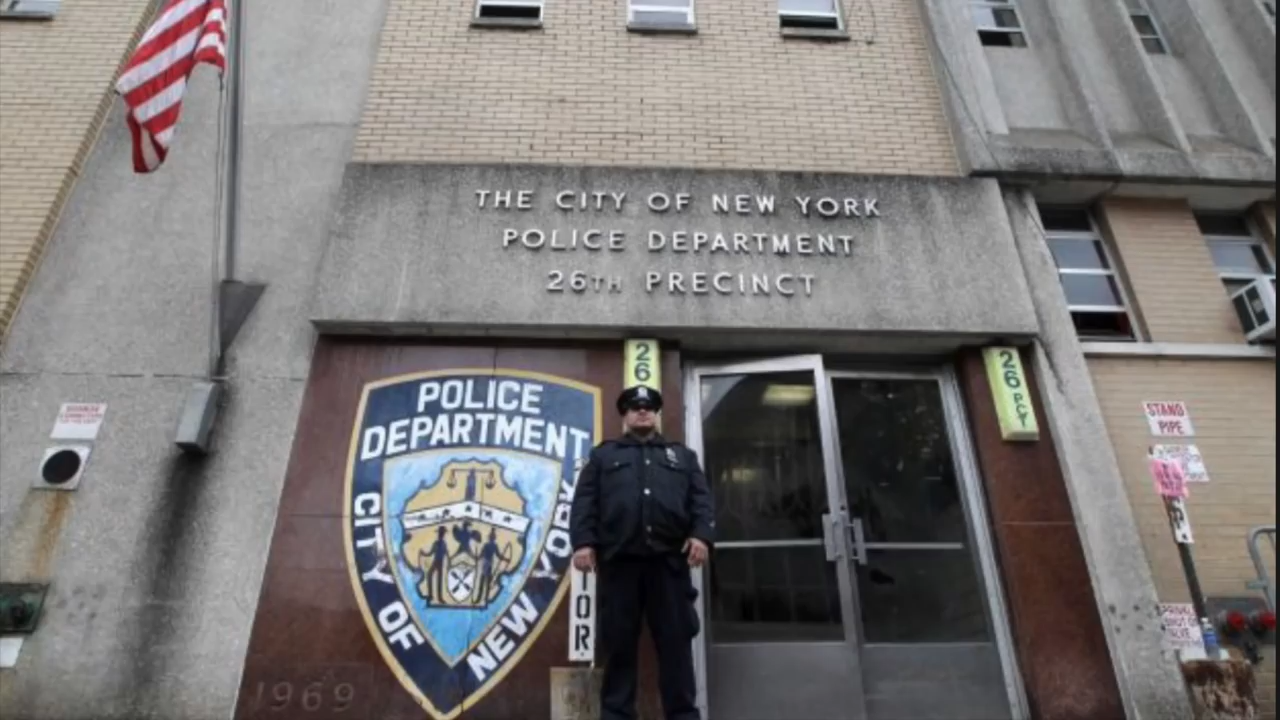 THE CITY OF NEW YORK
POLICE DEPARTMENT
26TH PRECINCT
26
26 PCT
POLICE
DEPARTMENT
CITY OF
NEW YORK
STAND
PIPE
TOR
1969